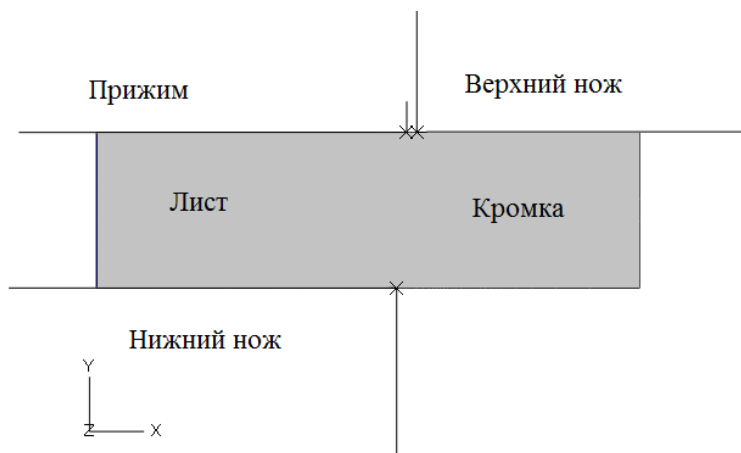 Прижим
Верхний нож
Лист
Кромка
Нижний нож
Y
Z
X